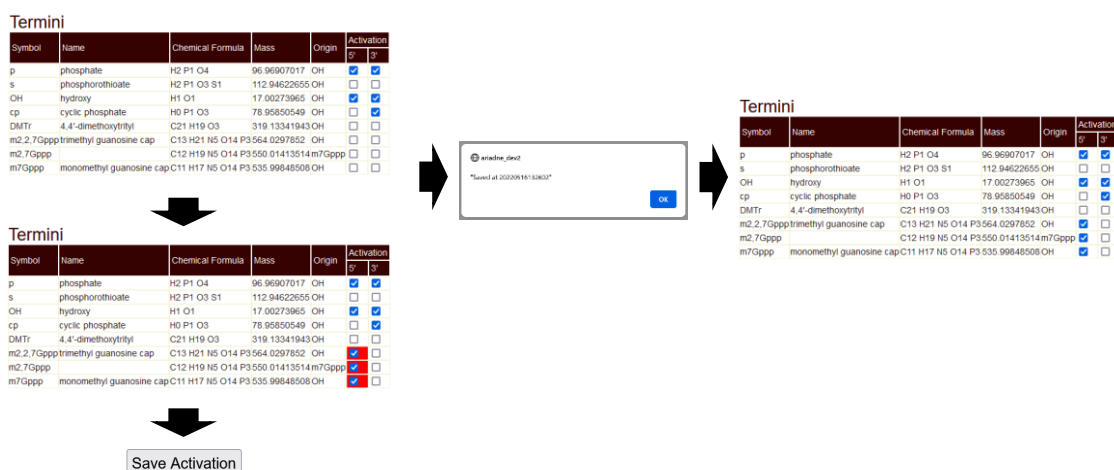 Termini
Symbol Name Chemical Formula Mass Origin Activation
5' 3'
p phosphate H2 P1 O4 96.96907017 OH
s phosphorothioate H2 P1 O3 S1 112.94622655 OH
OH hydroxy H1 O1 17.00273965 OH
cp cyclic phosphate H0 P1 O3 78.95850549 OH
DMTr 4,4'-dimethoxytrityl C21 H19 O3 319.13341943 OH
m2,2,7Gppp trimethyl guanosine cap C13 H21 N5 O14 P3 564.0297852 OH
m2,7Gppp C12 H19 N5 O14 P3 550.01413514 m7Gppp
m7Gppp monomethyl guanosine cap C11 H17 N5 O14 P3 535.99848508 OH
Termini
Symbol Name Chemical Formula Mass Origin Activation
5' 3'
p phosphate H2 P1 O4 96.96907017 OH
s phosphorothioate H2 P1 O3 S1 112.94622655 OH
OH hydroxy H1 O1 17.00273965 OH
cp cyclic phosphate H0 P1 O3 78.95850549 OH
DMTr 4,4'-dimethoxytrityl C21 H19 O3 319.13341943 OH
m2,2,7Gppp trimethyl guanosine cap C13 H21 N5 O14 P3 564.0297852 OH
m2,7Gppp C12 H19 N5 O14 P3 550.01413514 m7Gppp
m7Gppp monomethyl guanosine cap C11 H17 N5 O14 P3 535.99848508 OH
Save Activation
ariadne_dev2
"Saved at 20220516132602"
OK
Termini
Symbol Name Chemical Formula Mass Origin Activation
5' 3'
p phosphate H2 P1 O4 96.96907017 OH
s phosphorothioate H2 P1 O3 S1 112.94622655 OH
OH hydroxy H1 O1 17.00273965 OH
cp cyclic phosphate H0 P1 O3 78.95850549 OH
DMTr 4,4'-dimethoxytrityl C21 H19 O3 319.13341943 OH
m2,2,7Gppp trimethyl guanosine cap C13 H21 N5 O14 P3 564.0297852 OH
m2,7Gppp C12 H19 N5 O14 P3 550.01413514 m7Gppp
m7Gppp monomethyl guanosine cap C11 H17 N5 O14 P3 535.99848508 OH